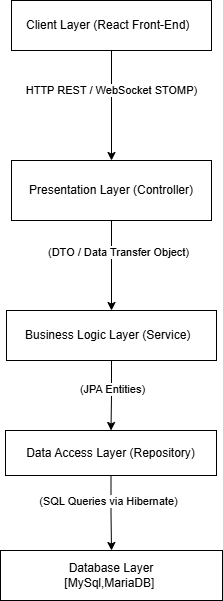 Client Layer (React Front-End)
HTTP REST / WebSocket STOMP)
Presentation Layer (Controller)
(DTO / Data Transfer Object)
Business Logic Layer (Service)
(JPA Entities)
Data Access Layer (Repository)
(SQL Queries via Hibernate)
Database Layer
[MySql,MariaDB]